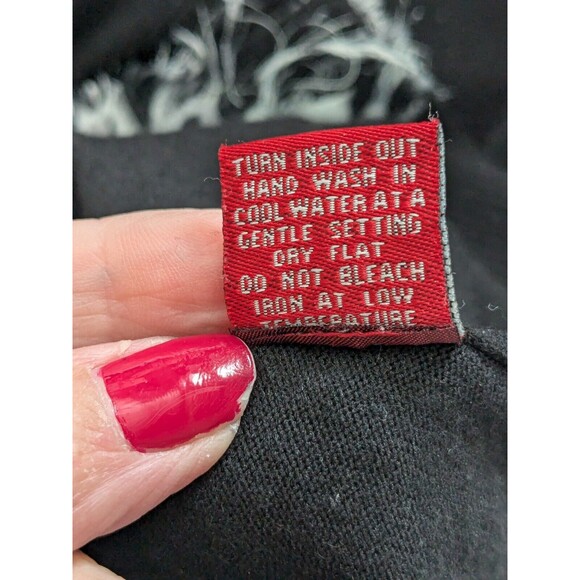 TURN INSIDE OUT
HAND WASH IN
COOL WATER AT A
GENTLE SETTING
DRY FLAT
DO NOT BLEACH
IRON AT LOW
TEMPERATURE